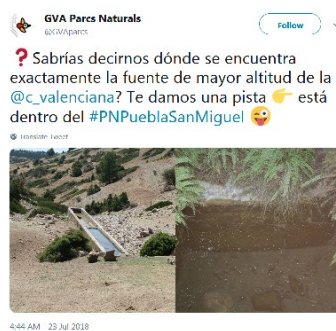 GVA Parcs Naturals
@GVAparcs
Follow
❓Sabrías decirnos dónde se encuentra
exactamente la fuente de mayor altitud de la
@c_valenciana? Te damos una pista 👉 está
dentro del #PNPueblaSanMiguel 😜
Translate Tweet
4:44 AM 23 Jul 2018